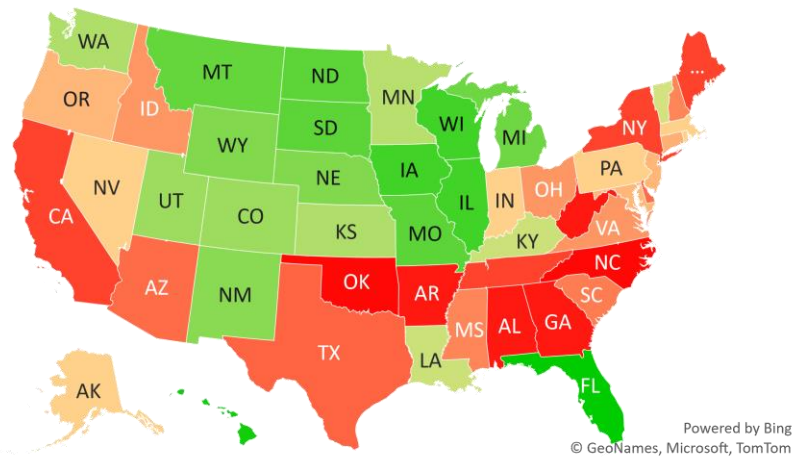 WA
MT
ND
MN
...
OR
ID
SD
WI
MI
NY
WY
IA
PA
NV
NE
IL
IN
OH
UT
CO
CA
KS
MO
KY
VA
NC
AZ
NM
OK
AR
SC
MS
AL
GA
TX
LA
FL
AK
Powered by Bing
© GeoNames, Microsoft, TomTom